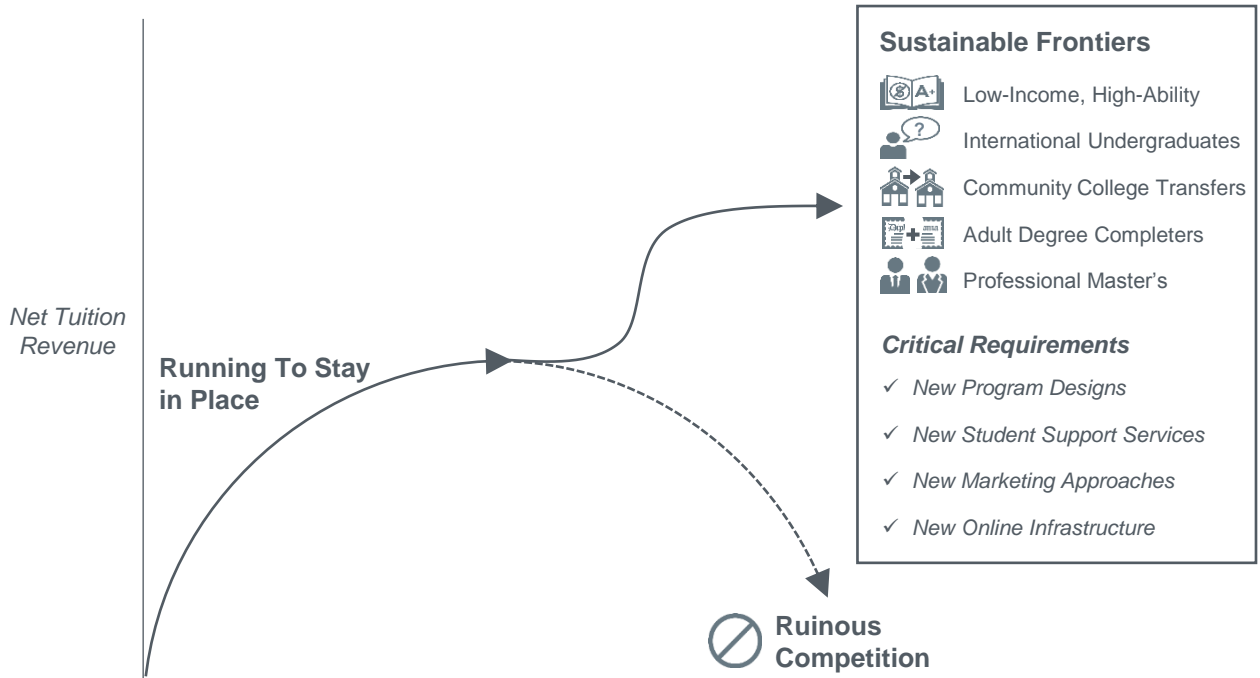 Net Tuition
Revenue
Running To Stay
in Place
Ruinous
Competition
Sustainable Frontiers
$ A+
Low-Income, High-Ability
?
International Undergraduates
Community College Transfers
Adult Degree Completers
Professional Master's
Critical Requirements
✓ New Program Designs
✓ New Student Support Services
✓ New Marketing Approaches
✓ New Online Infrastructure